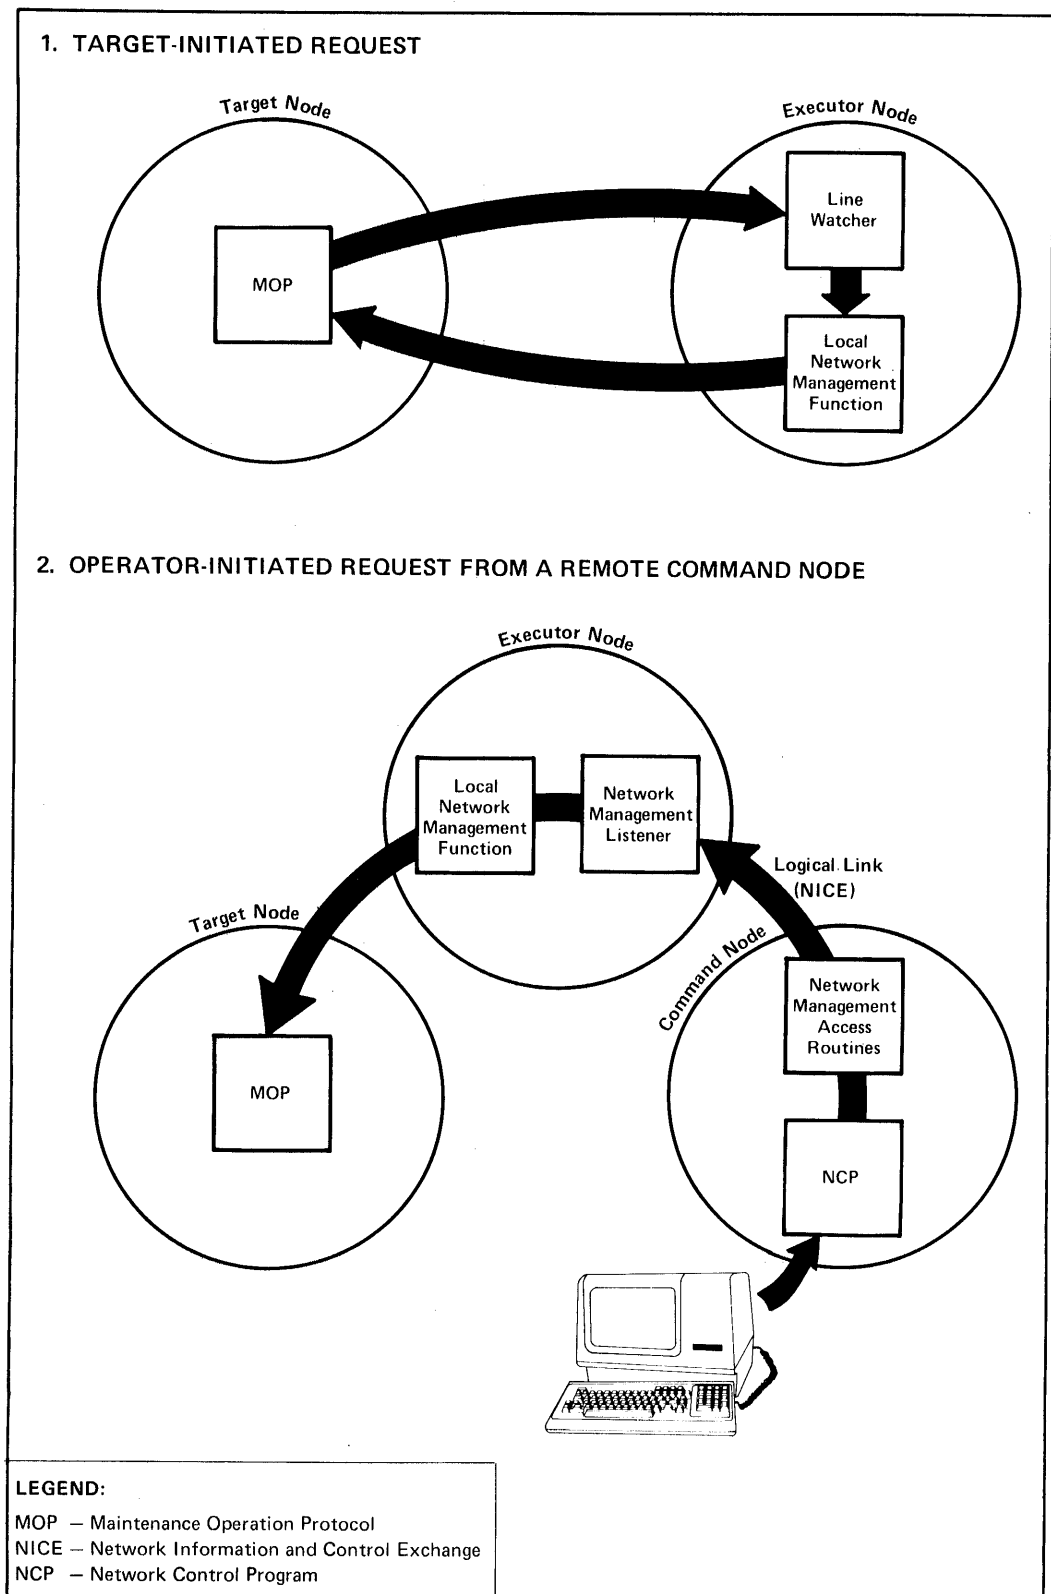 1. TARGET-INITIATED REQUEST
Target Node
Executor Node
MOP
Line
Watcher
Local
Network
Management
Function
2. OPERATOR-INITIATED REQUEST FROM A REMOTE COMMAND NODE
Executor Node
Local
Network
Management
Function
Network
Management
Listener
Logical Link
(NICE)
Target Node
Command Node
MOP
Network
Management
Access
Routines
NCP
LEGEND:
MOP – Maintenance Operation Protocol
NICE – Network Information and Control Exchange
NCP – Network Control Program